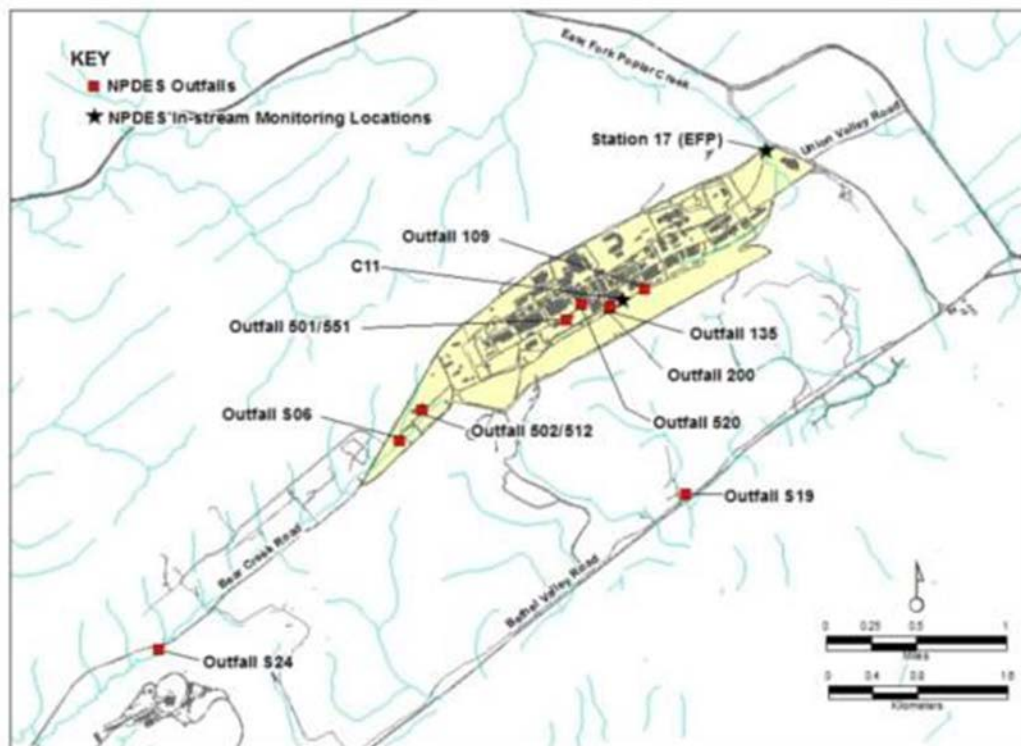 KEY
NPDES Outfalls
NPDES In-stream Monitoring Locations
East Fork Poplar Creek
Station 17 (EFP)
Union Valley Road
Outfall 109
C11
Outfall 501/551
Outfall 135
Outfall 200
Outfall S06
Outfall 502/512
Outfall 520
Outfall S19
Bear Creek Road
Bethel Valley Road
Outfall S24
0 0.25 0.5 1
Miles
0 0.4 0.8 1.6
Kilometers